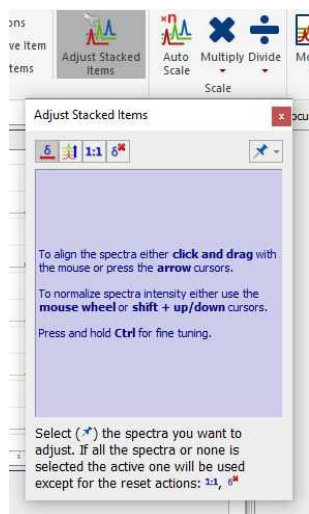 ons
ve Item
tems
Adjust Stacked
Items
×n
Auto
Scale
Multiply
Divide
Mo
Scale
Adjust Stacked Items
x
ocu
δ
1:1
δ
To align the spectra either click and drag with
the mouse or press the arrow cursors.
To normalize spectra intensity either use the
mouse wheel or shift + up/down cursors.
Press and hold Ctrl for fine tuning.
Select ( ) the spectra you want to
adjust. If all the spectra or none is
selected the active one will be used
except for the reset actions: 1:1, δ